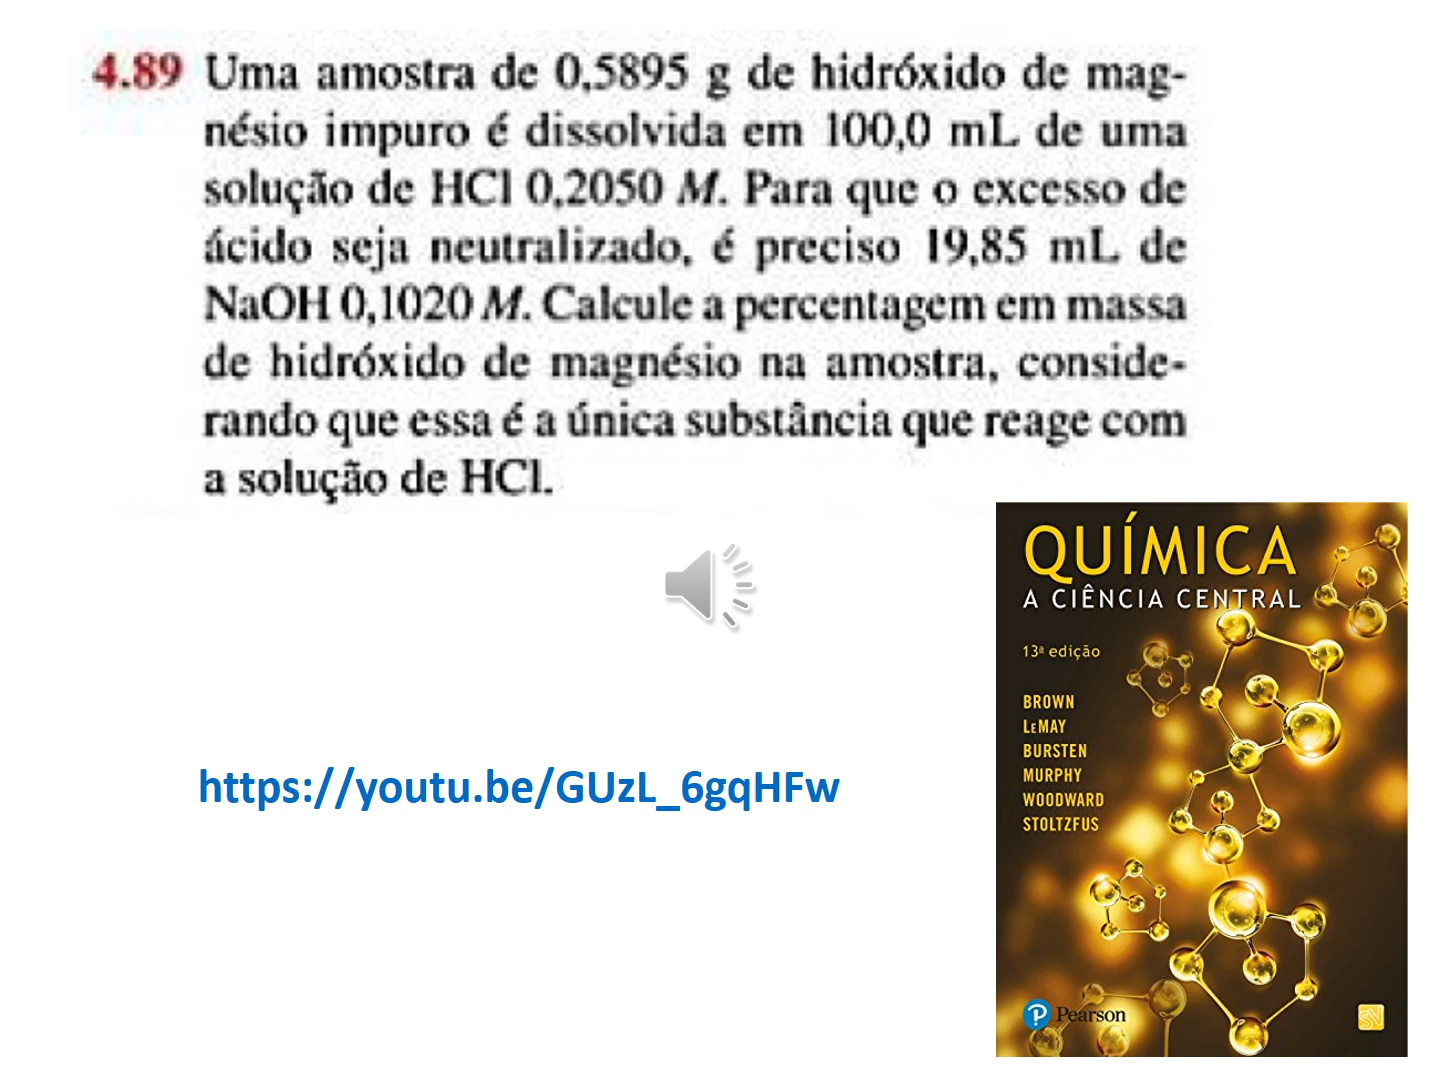 4.89 Uma amostra de 0,5895 g de hidróxido de mag-
nésio impuro é dissolvida em 100,0 mL de uma
solução de HCl 0,2050 M. Para que o excesso de
ácido seja neutralizado, é preciso 19,85 mL de
NaOH 0,1020 M. Calcule a percentagem em massa
de hidróxido de magnésio na amostra, conside-
rando que essa é a única substância que reage com
a solução de HCl.
https://youtu.be/GUzL_6gqHFw
QUÍMICA
A CIÊNCIA CENTRAL
13ª edição
BROWN
LEMAY
BURSTEN
MURPHY
WOODWARD
STOLTZFUS
P Pearson
SV